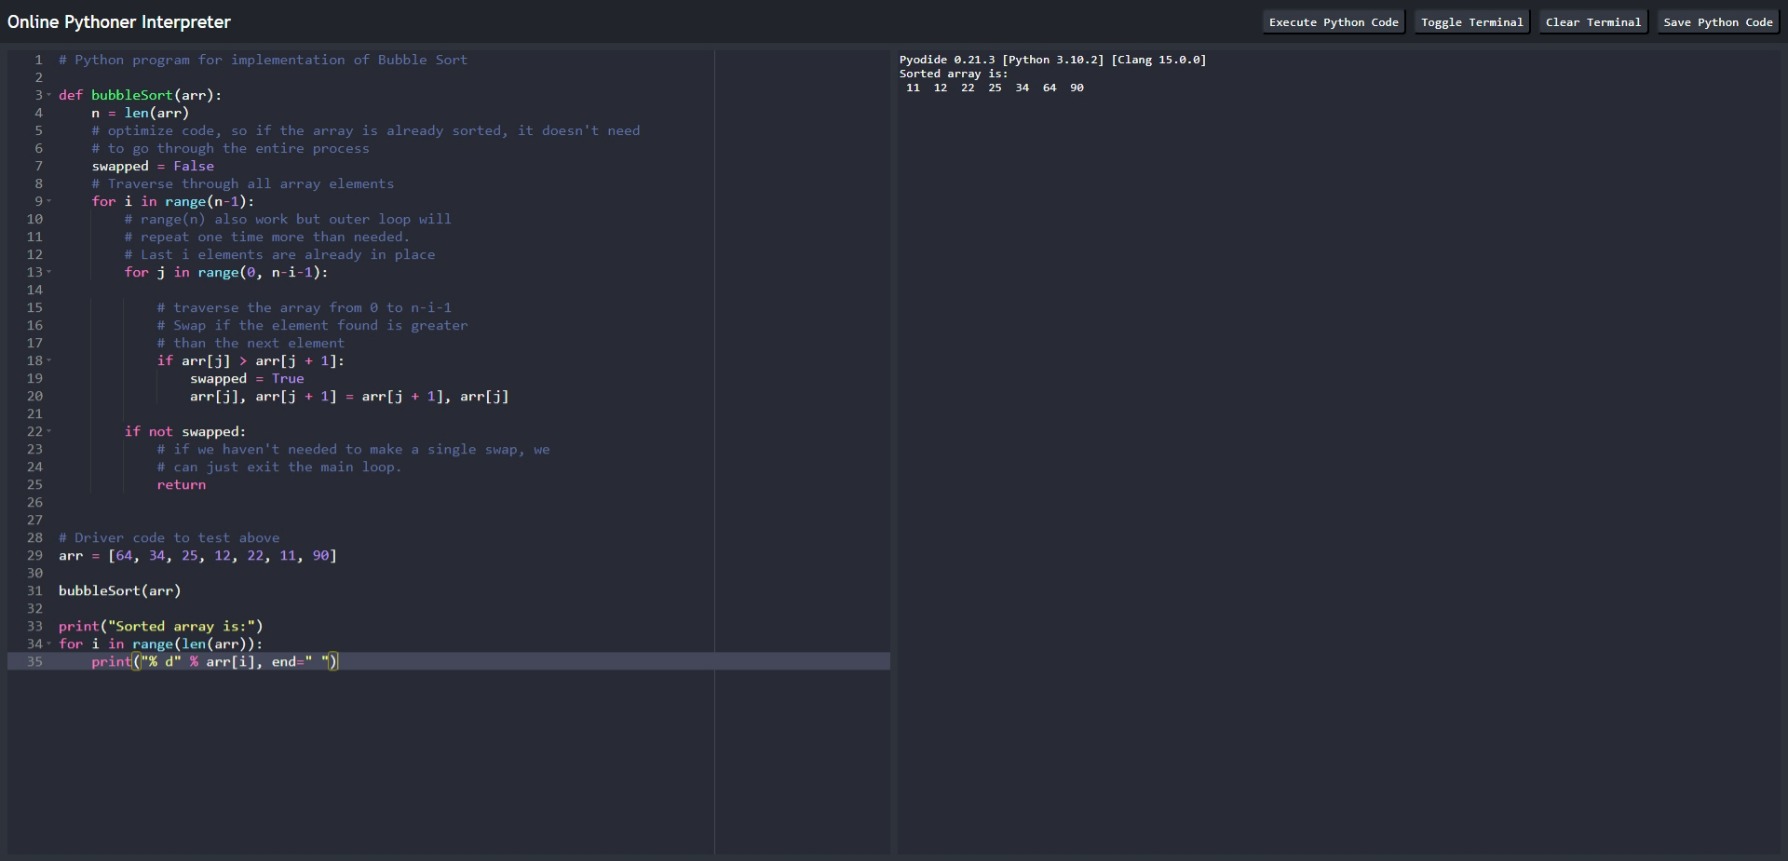 Online Pythoner Interpreter
Execute Python Code Toggle Terminal Clear Terminal Save Python Code
1 # Python program for implementation of Bubble Sort
2
3 def bubbleSort(arr):
4     n = len(arr)
5     # optimize code, so if the array is already sorted, it doesn't need
6     # to go through the entire process
7     swapped = False
8     # Traverse through all array elements
9     for i in range(n-1):
10         # range(n) also work but outer loop will
11         # repeat one time more than needed.
12         # Last i elements are already in place
13         for j in range(0, n-i-1):
14
15             # traverse the array from 0 to n-i-1
16             # Swap if the element found is greater
17             # than the next element
18             if arr[j] > arr[j + 1]:
19                 swapped = True
20                 arr[j], arr[j + 1] = arr[j + 1], arr[j]
21
22         if not swapped:
23             # if we haven't needed to make a single swap, we
24             # can just exit the main loop.
25             return
26
27
28 # Driver code to test above
29 arr = [64, 34, 25, 12, 22, 11, 90]
30
31 bubbleSort(arr)
32
33 print("Sorted array is:")
34 for i in range(len(arr)):
35     print("% d" % arr[i], end=" ")
Pyodide 0.21.3 [Python 3.10.2] [Clang 15.0.0]
Sorted array is:
 11  12  22  25  34  64  90